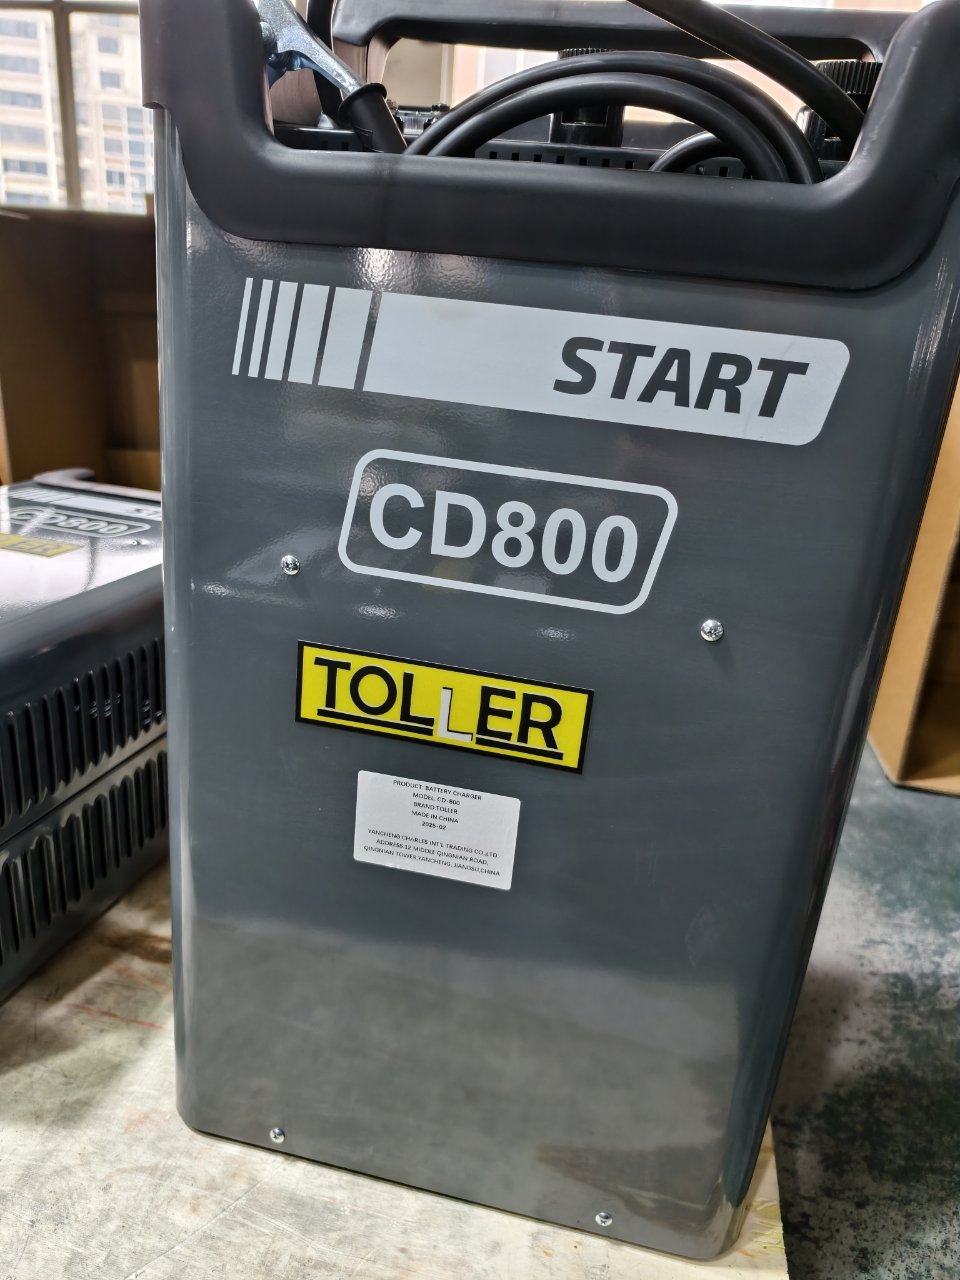 START
CD800
TOLLER
PRODUCT: BATTERY CHARGER
MODEL: CD-800
BRAND:TOLLER
MADE IN CHINA
2025-02
YANCHENG CHARLES INT'L TRADING CO.,LTD.
ADDRESS:12 MIDDLE QINGNIAN ROAD,
QINGNIAN TOWER,YANCHENG, JIANGSU,CHINA
CD800